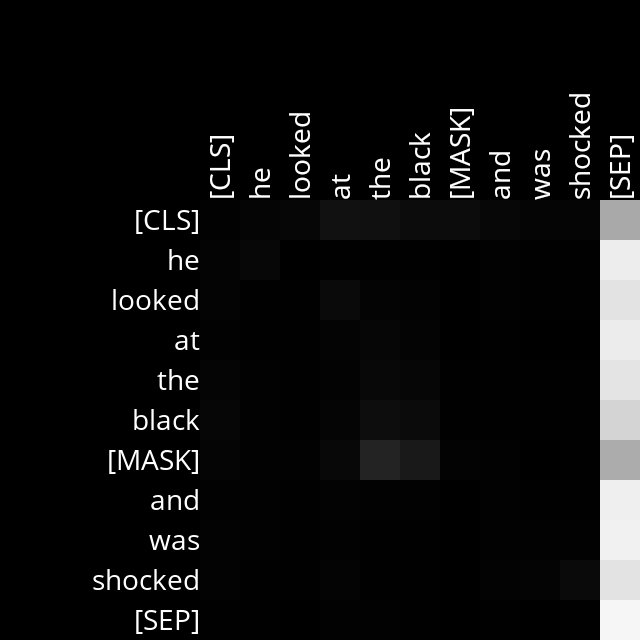 [CLS] he looked at the black [MASK] and was shocked [SEP]
[CLS]
he
looked
at
the
black
[MASK]
and
was
shocked
[SEP]